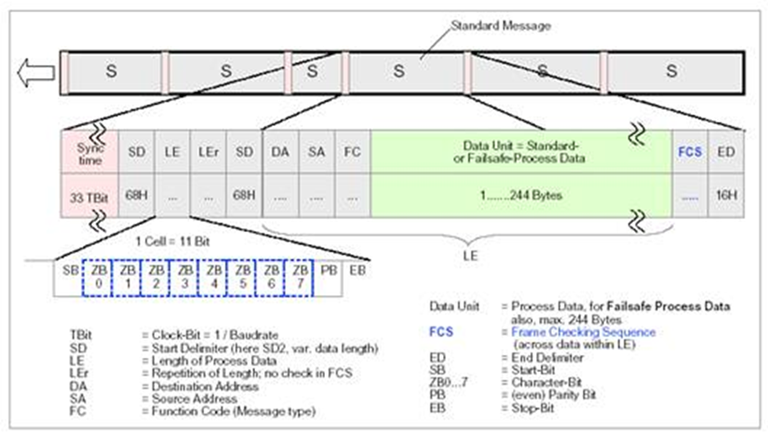 Standard Message
S S S S S S
Sync time SD LE LEr SD DA SA FC Data Unit = Standard- or Failsafe-Process Data FCS ED
33 TBit 68H ... ... 68H .... .... ... 1.......244 Bytes ..... 16H
1 Cell = 11 Bit
LE
SB ZB 0 ZB 1 ZB 2 ZB 3 ZB 4 ZB 5 ZB 6 ZB 7 PB EB
TBit = Clock-Bit = 1 / Baudrate
SD = Start Delimiter (here SD2, var. data length)
LE = Length of Process Data
LEr = Repetition of Length; no check in FCS
DA = Destination Address
SA = Source Address
FC = Function Code (Message type)
Data Unit = Process Data, for Failsafe Process Data
also, max. 244 Bytes
FCS = Frame Checking Sequence
(across data within LE)
ED = End Delimiter
SB = Start-Bit
ZB0...7 = Character-Bit
PB = (even) Parity Bit
EB = Stop-Bit